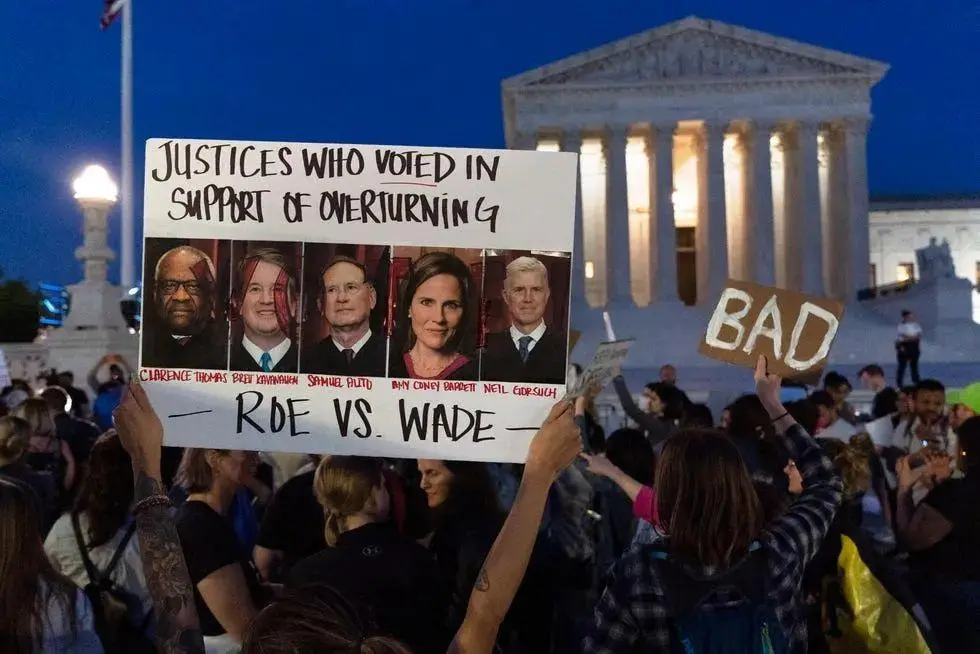 JUSTICES WHO VOTED IN
SUPPORT OF OVERTURNING
CLARENCE THOMAS BRETT KAVANAUGH SAMUEL ALITO AMY CONEY BARRETT NEIL GORSUCH
— ROE VS. WADE —
BAD